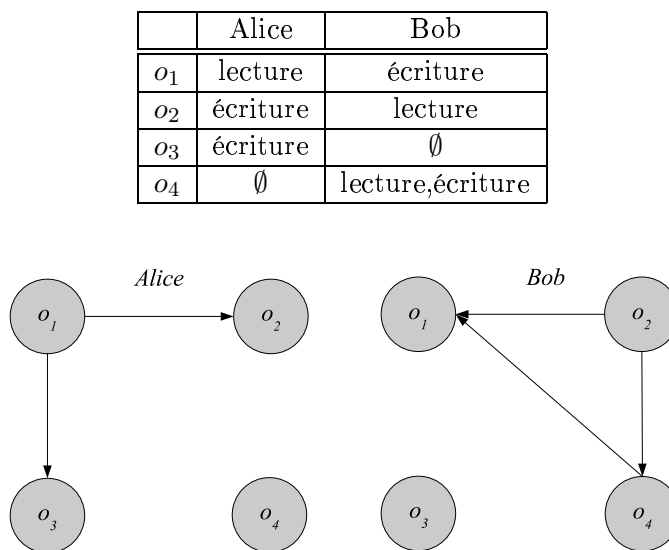 Alice Bob
o₁ lecture écriture
o₂ écriture lecture
o₃ écriture ∅
o₄ ∅ lecture,écriture
Alice Bob
o₁ o₂ o₁ o₂
o₃ o₄ o₃ o₄